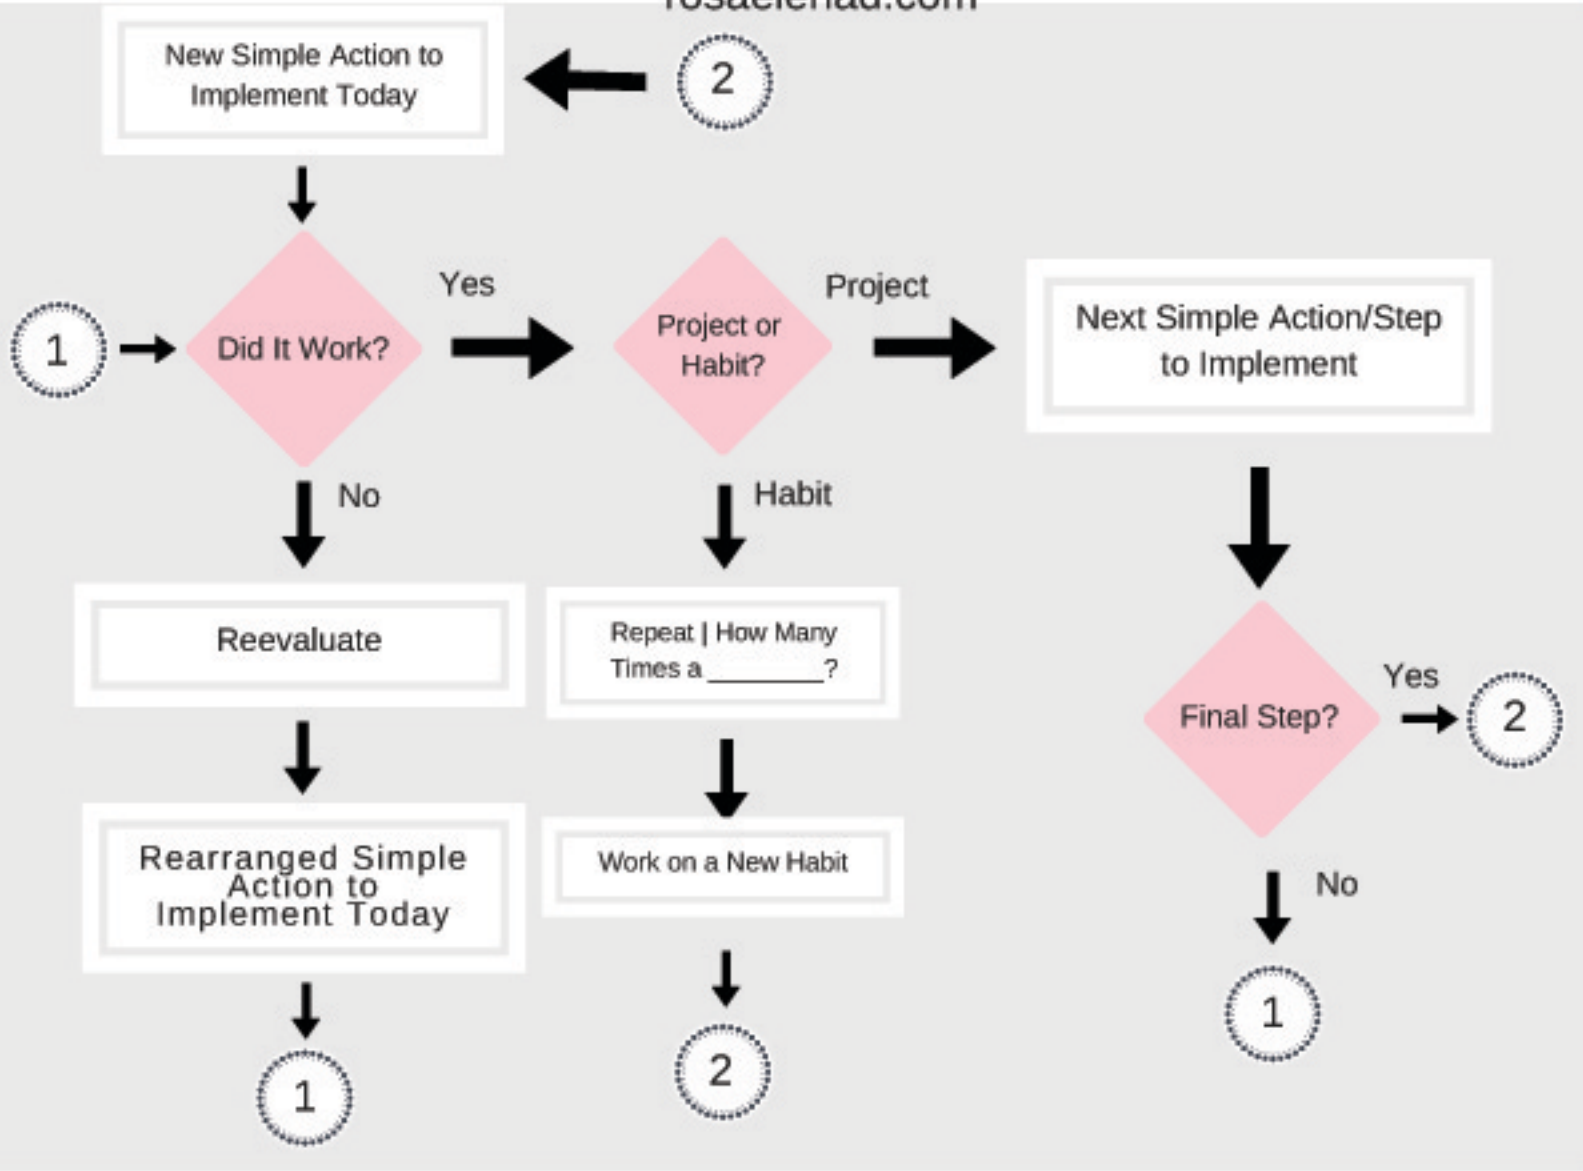 New Simple Action to
Implement Today
2
1
Did It Work?
Yes
Project or
Habit?
Project
Next Simple Action/Step
to Implement
No
Habit
Reevaluate
Repeat | How Many
Times a ________?
Final Step?
Yes
2
Rearranged Simple
Action to
Implement Today
Work on a New Habit
No
1
2
1